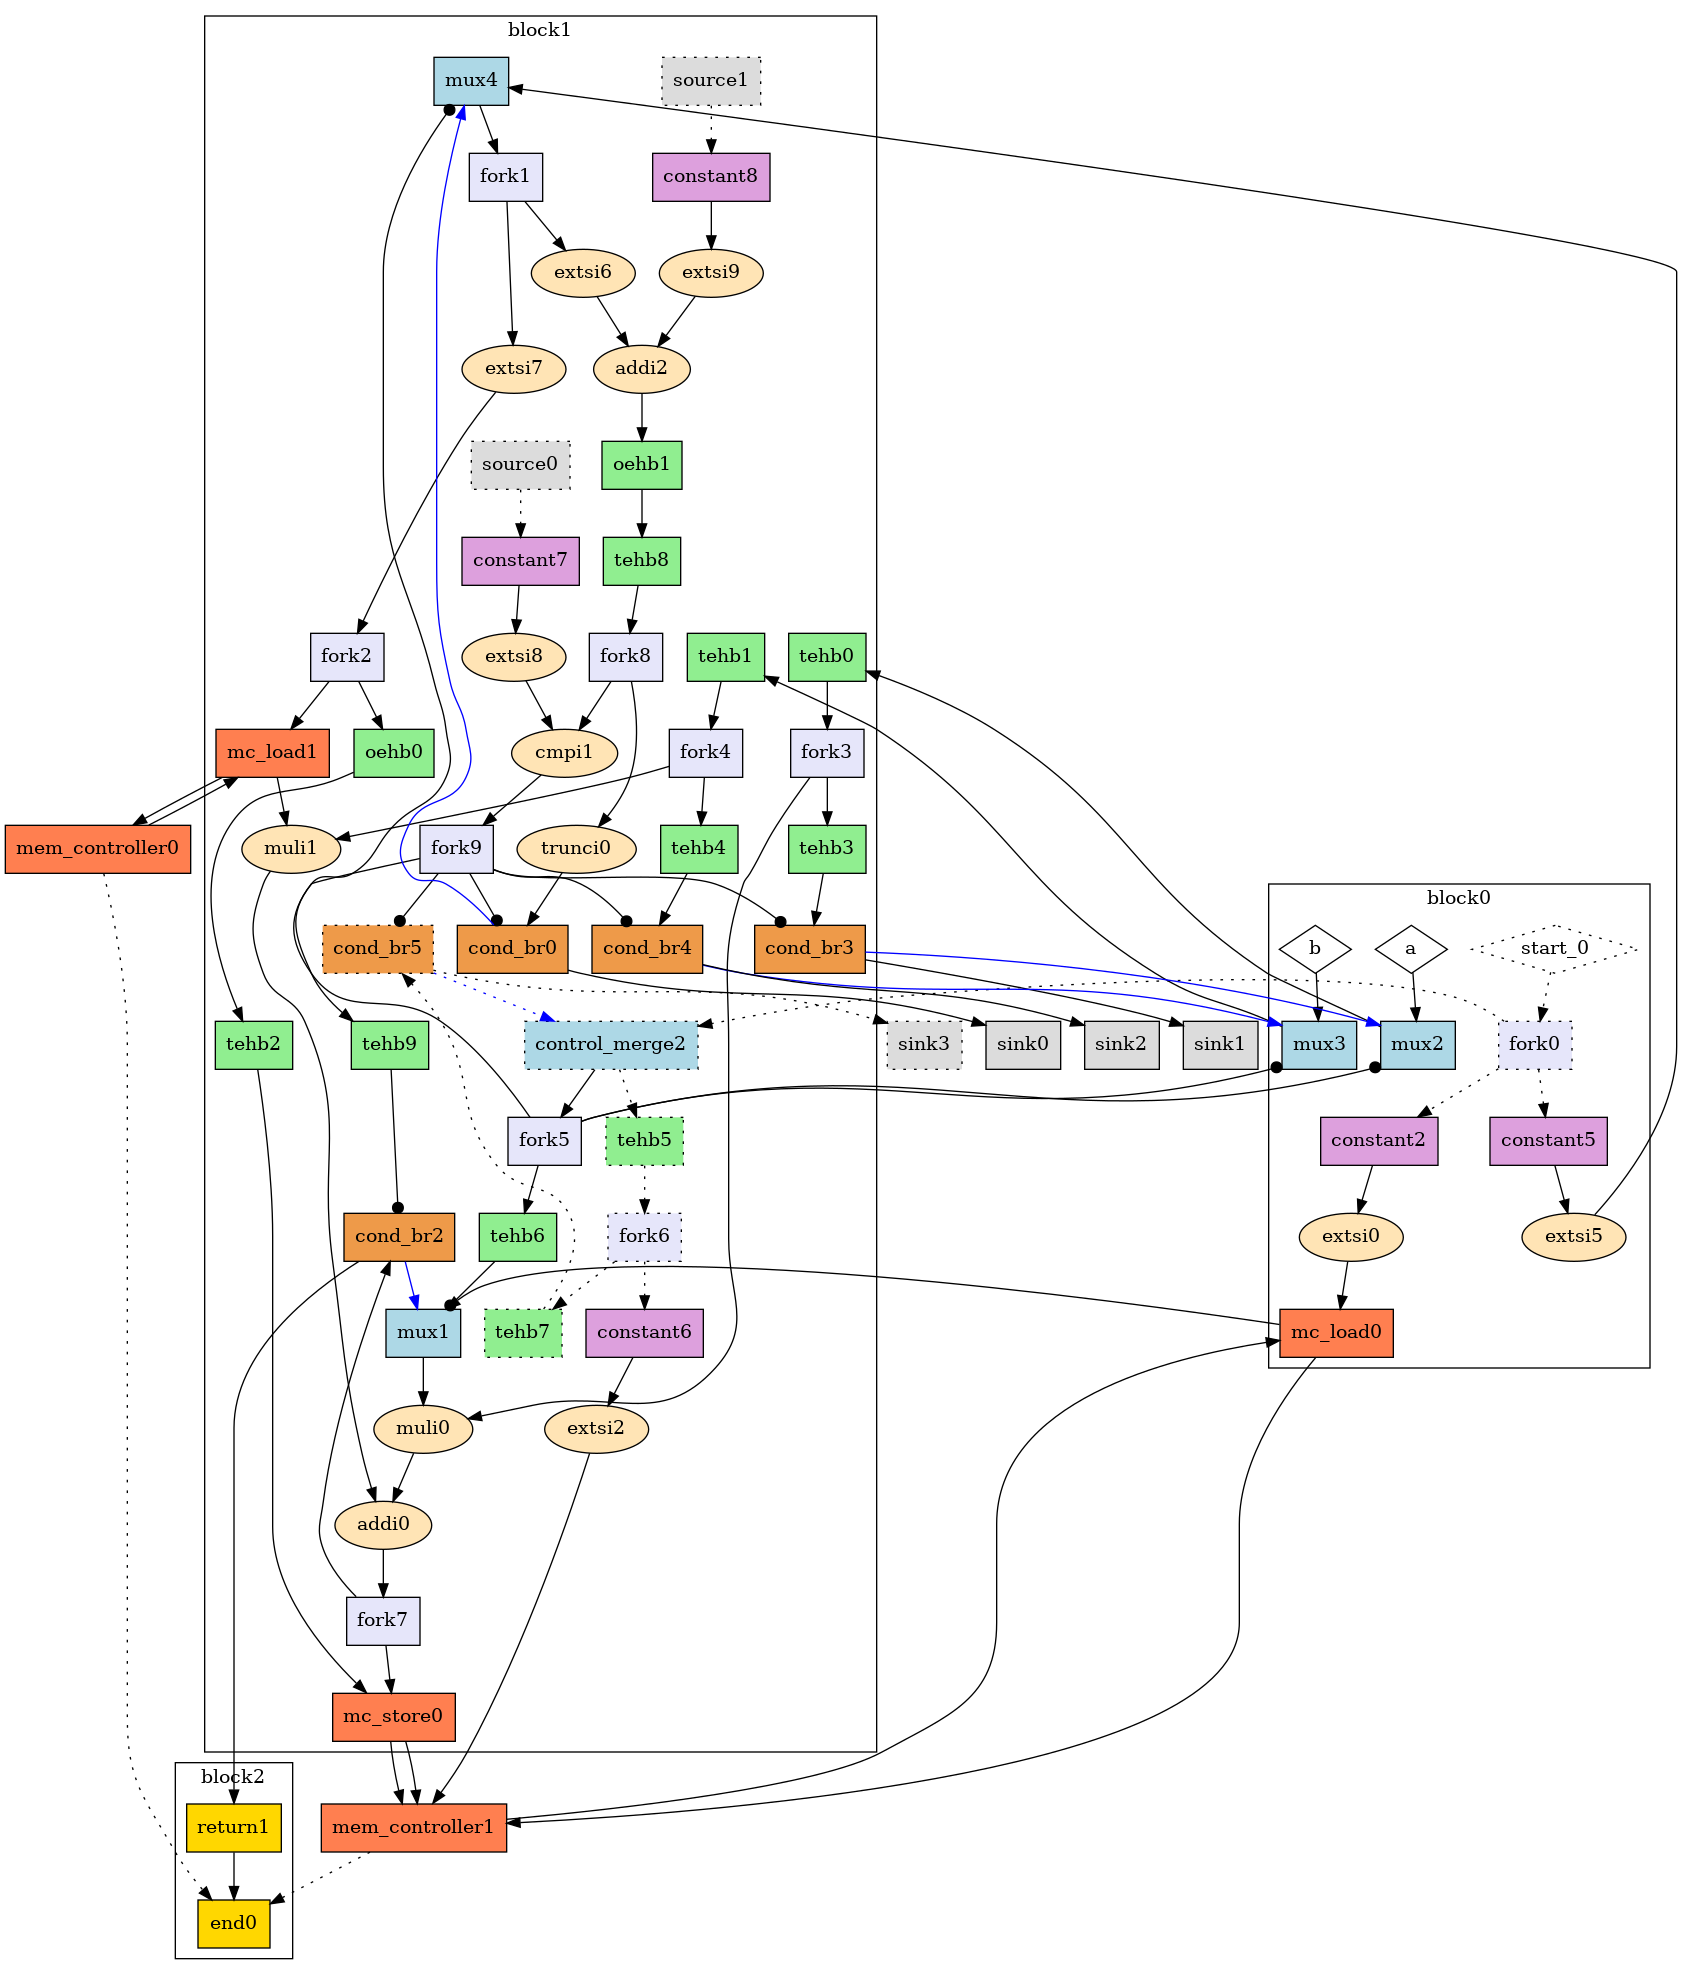 block1
mux4
source1
fork1
constant8
extsi6
extsi9
extsi7
addi2
source0
oehb1
constant7
tehb8
fork2
extsi8
fork8
tehb1
tehb0
mc_load1
oehb0
cmpi1
fork4
fork3
mem_controller0
muli1
fork9
trunci0
tehb4
tehb3
block0
cond_br5
cond_br0
cond_br4
cond_br3
b
a
start_0
tehb2
tehb9
control_merge2
sink3
sink0
sink2
sink1
mux3
mux2
fork0
fork5
tehb5
constant2
constant5
cond_br2
tehb6
fork6
extsi0
extsi5
mux1
tehb7
constant6
mc_load0
muli0
extsi2
addi0
fork7
mc_store0
block2
return1
mem_controller1
end0